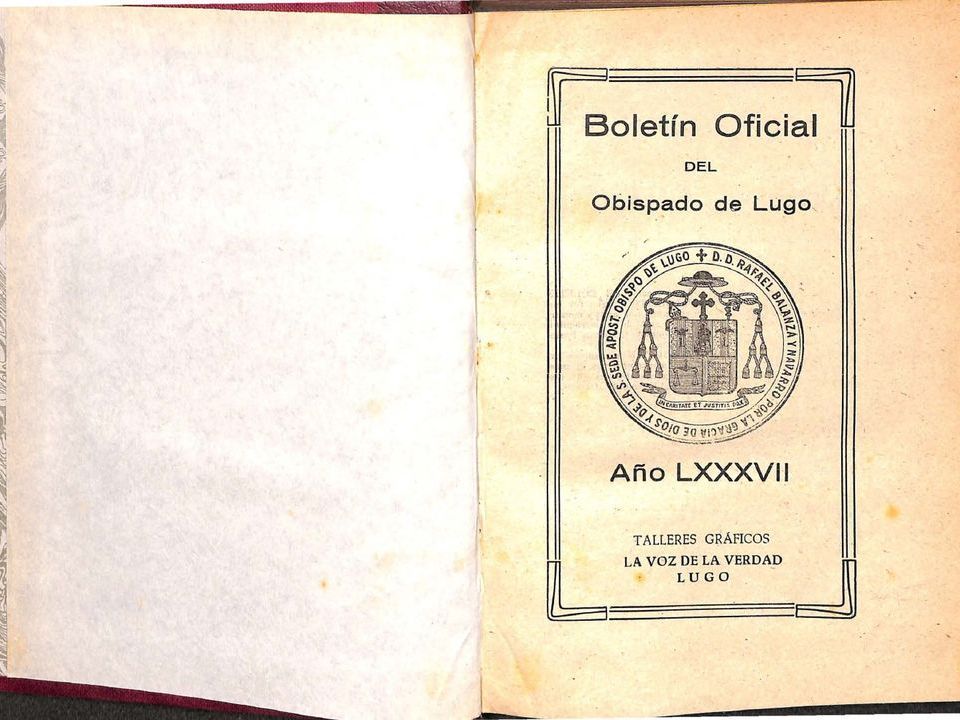 Boletín Oficial
DEL
Obispado de Lugo
D. D. RAFAEL BALANZA Y NAVARRO POR LA GRACIA DE DIOS Y DE LA S. SEDE APOST. OBISPO DE LUGO
IN CARITATE ET JUSTITIA PAX
Año LXXXVII
TALLERES GRÁFICOS
LA VOZ DE LA VERDAD
LUGO